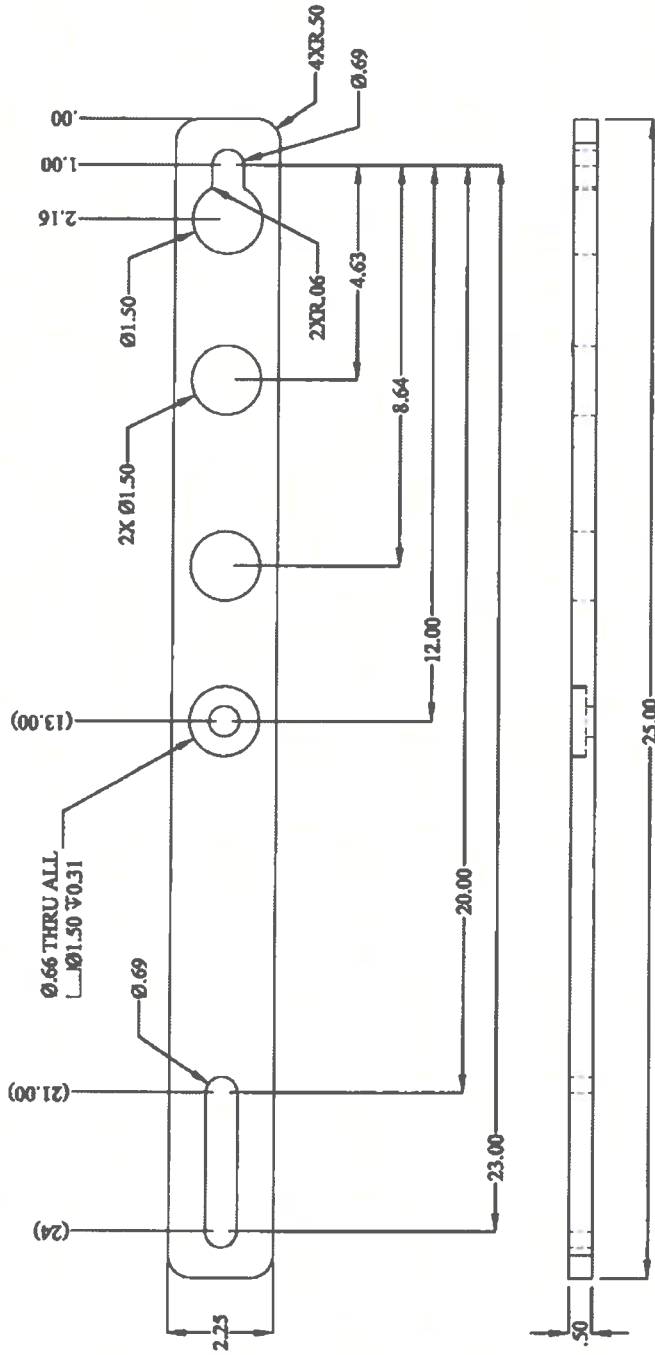 .00
1.00
2.16
4XR.50
Ø.69
Ø1.50
2XR.06
4.63
2X Ø1.50
8.64
12.00
(13.00)
Ø.66 THRU ALL
⌴Ø1.50 ↧0.31
20.00
Ø.69
(21.00)
23.00
(24)
2.25
25.00
.50